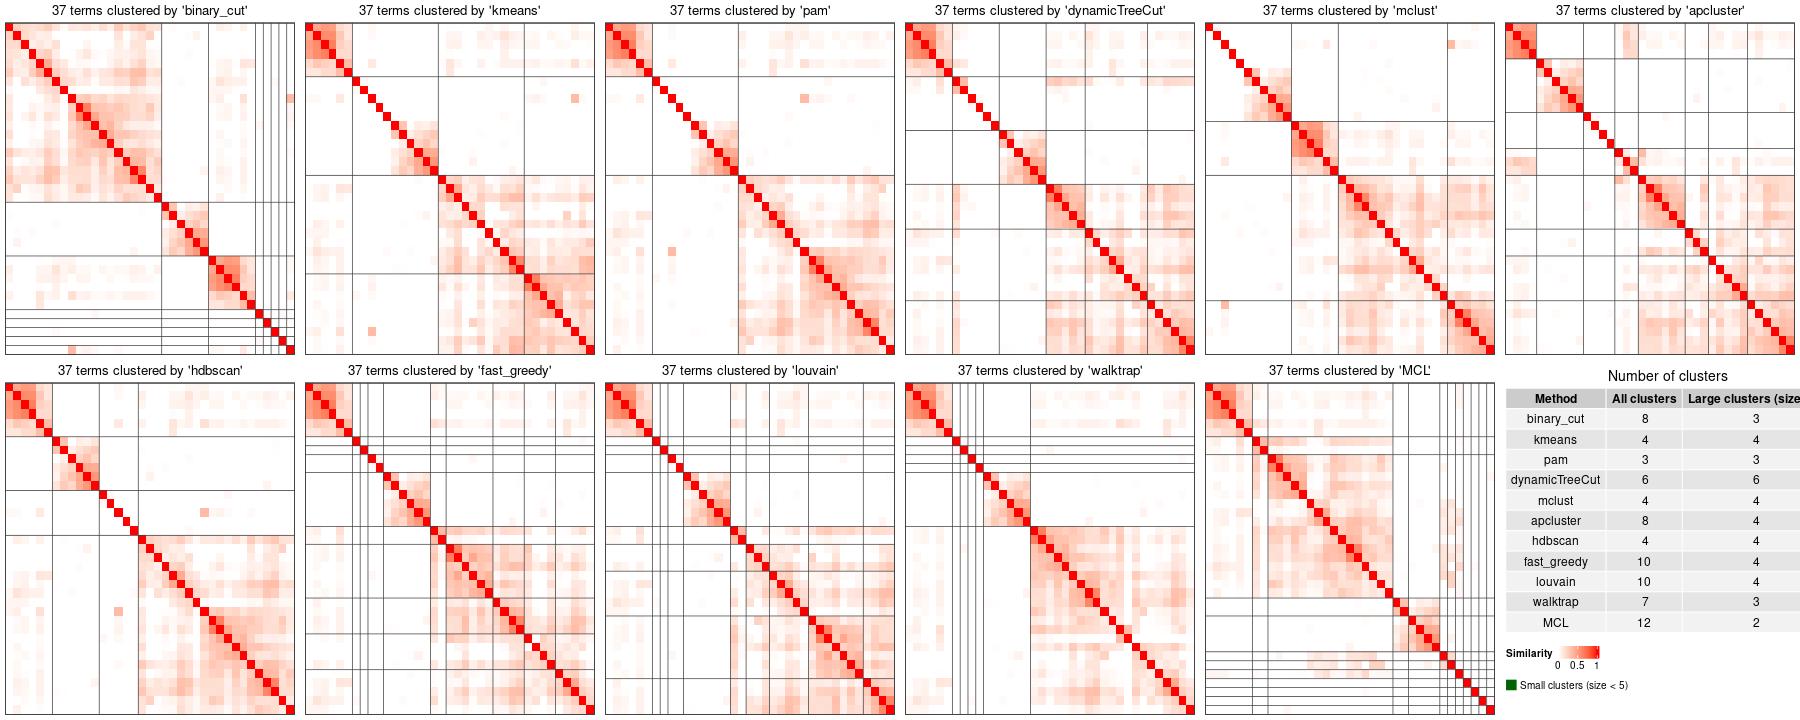 37 terms clustered by 'binary_cut'
37 terms clustered by 'kmeans'
37 terms clustered by 'pam'
37 terms clustered by 'dynamicTreeCut'
37 terms clustered by 'mclust'
37 terms clustered by 'apcluster'
37 terms clustered by 'hdbscan'
37 terms clustered by 'fast_greedy'
37 terms clustered by 'louvain'
37 terms clustered by 'walktrap'
37 terms clustered by 'MCL'
Number of clusters
Method All clusters Large clusters (size
binary_cut 8 3
kmeans 4 4
pam 3 3
dynamicTreeCut 6 6
mclust 4 4
apcluster 8 4
hdbscan 4 4
fast_greedy 10 4
louvain 10 4
walktrap 7 3
MCL 12 2
Similarity
0 0.5 1
Small clusters (size < 5)